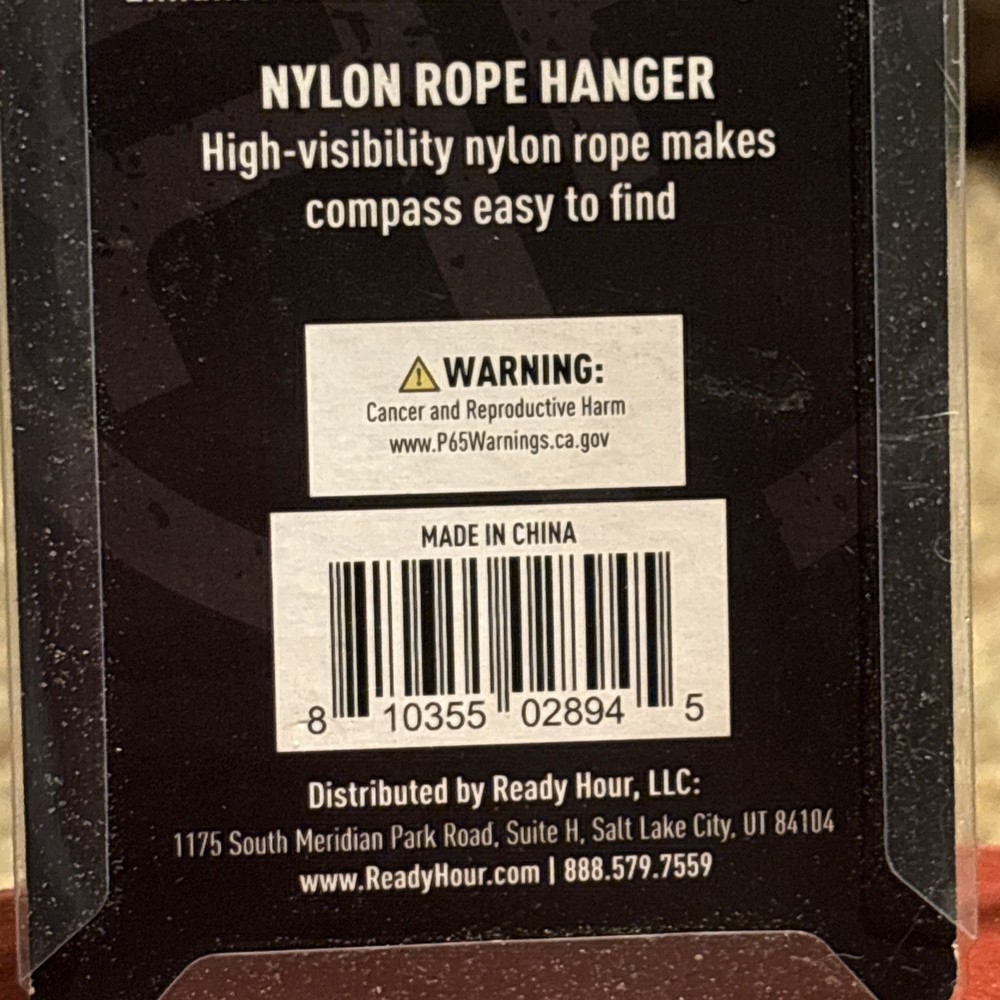 NYLON ROPE HANGER
High-visibility nylon rope makes
compass easy to find
WARNING:
Cancer and Reproductive Harm
www.P65Warnings.ca.gov
MADE IN CHINA
8 10355 02894 5
Distributed by Ready Hour, LLC:
1175 South Meridian Park Road, Suite H, Salt Lake City, UT 84104
www.ReadyHour.com | 888.579.7559